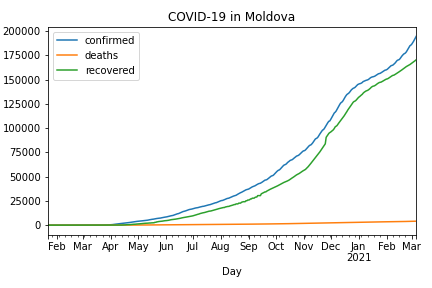 COVID-19 in Moldova
confirmed
deaths
recovered
200000
175000
150000
125000
100000
75000
50000
25000
0
Feb Mar Apr May Jun Jul Aug Sep Oct Nov Dec Jan Feb Mar
2021
Day